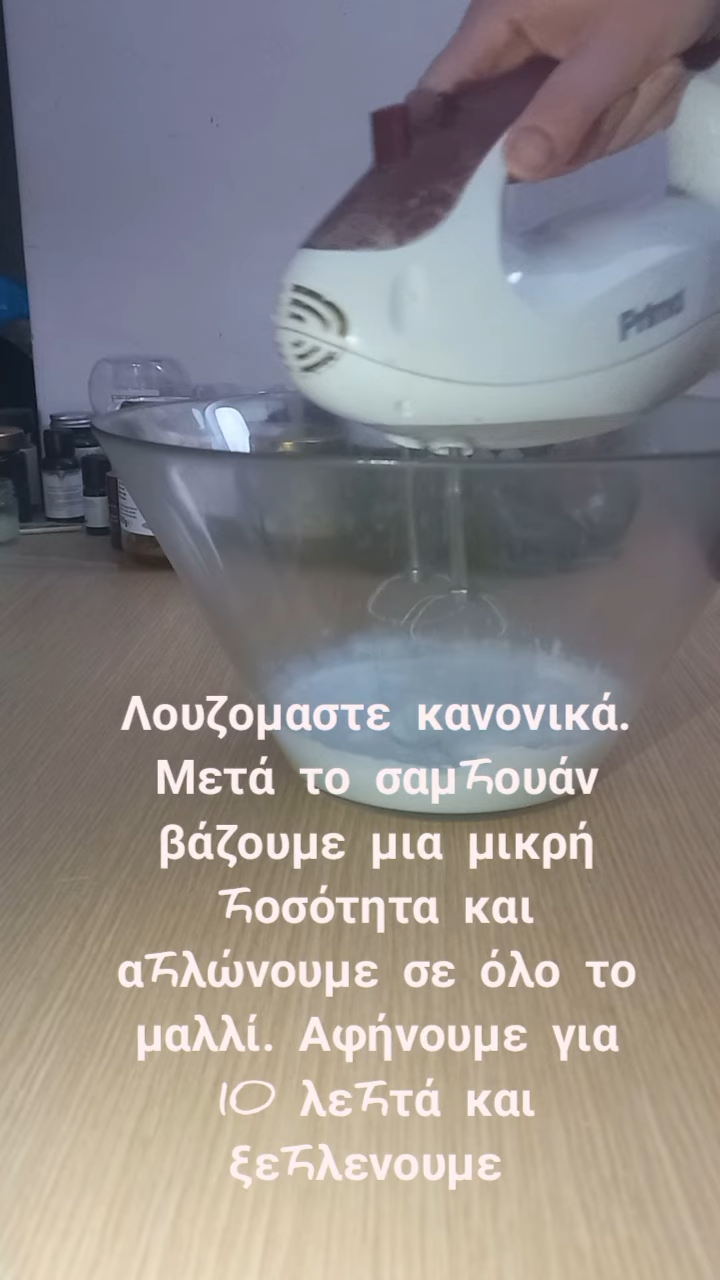 Primo
Λουζομαστε κανονικά.
Μετά το σαμπουάν
βάζουμε μια μικρή
ποσότητα και
απλώνουμε σε όλο το
μαλλί. Αφήνουμε για
10 λεπτά και
ξεπλενουμε